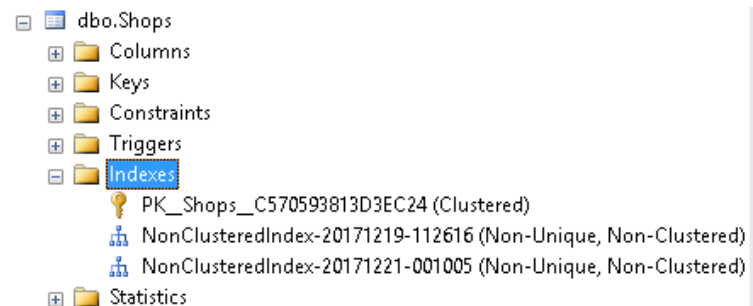 dbo.Shops
Columns
Keys
Constraints
Triggers
Indexes
PK__Shops__C570593813D3EC24 (Clustered)
NonClusteredIndex-20171219-112616 (Non-Unique, Non-Clustered)
NonClusteredIndex-20171221-001005 (Non-Unique, Non-Clustered)
Statistics